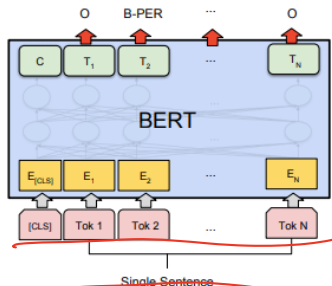 O B-PER ... O
C T1 T2 ... TN
BERT
E[CLS] E1 E2 ... EN
[CLS] Tok 1 Tok 2 ... Tok N
Single Sentence